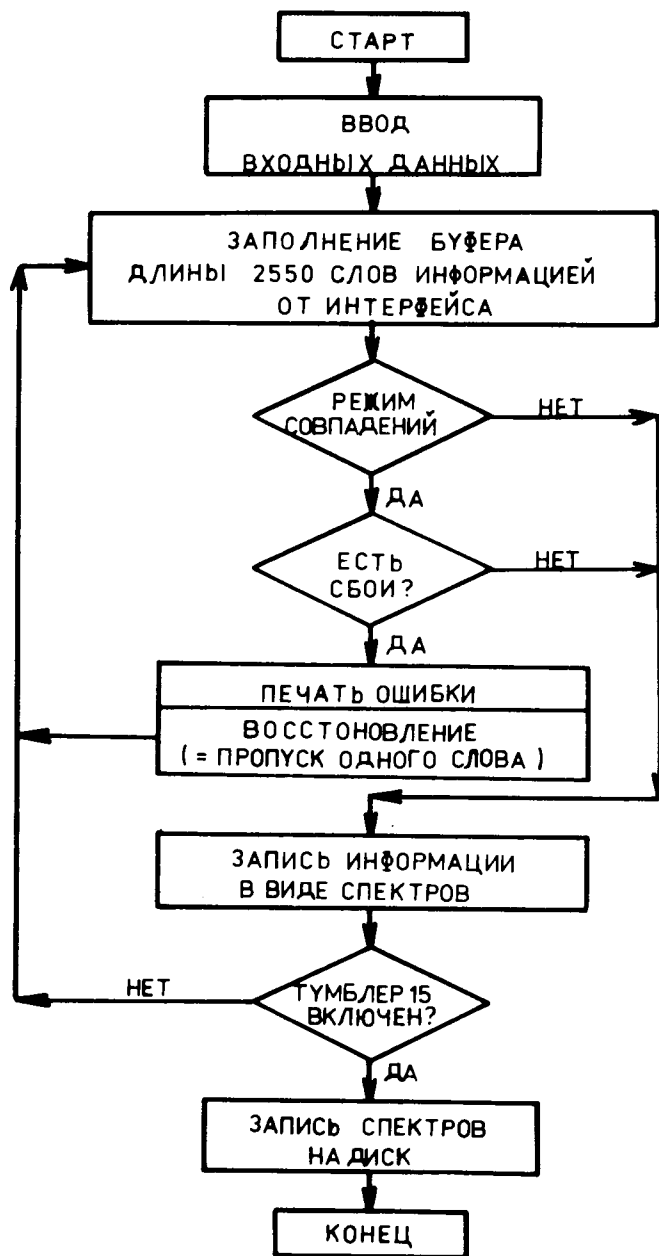 СТАРТ
ВВОД
ВХОДНЫХ ДАННЫХ
ЗАПОЛНЕНИЕ БУФЕРА
ДЛИНЫ 2550 СЛОВ ИНФОРМАЦИЕЙ
ОТ ИНТЕРФЕЙСА
РЕЖИМ
СОВПАДЕНИЙ
НЕТ
ДА
ЕСТЬ
СБОИ?
НЕТ
ДА
ПЕЧАТЬ ОШИБКИ
ВОССТОНОВЛЕНИЕ
(= ПРОПУСК ОДНОГО СЛОВА)
ЗАПИСЬ ИНФОРМАЦИИ
В ВИДЕ СПЕКТРОВ
НЕТ
ТУМБЛЕР 15
ВКЛЮЧЕН?
ДА
ЗАПИСЬ СПЕКТРОВ
НА ДИСК
КОНЕЦ